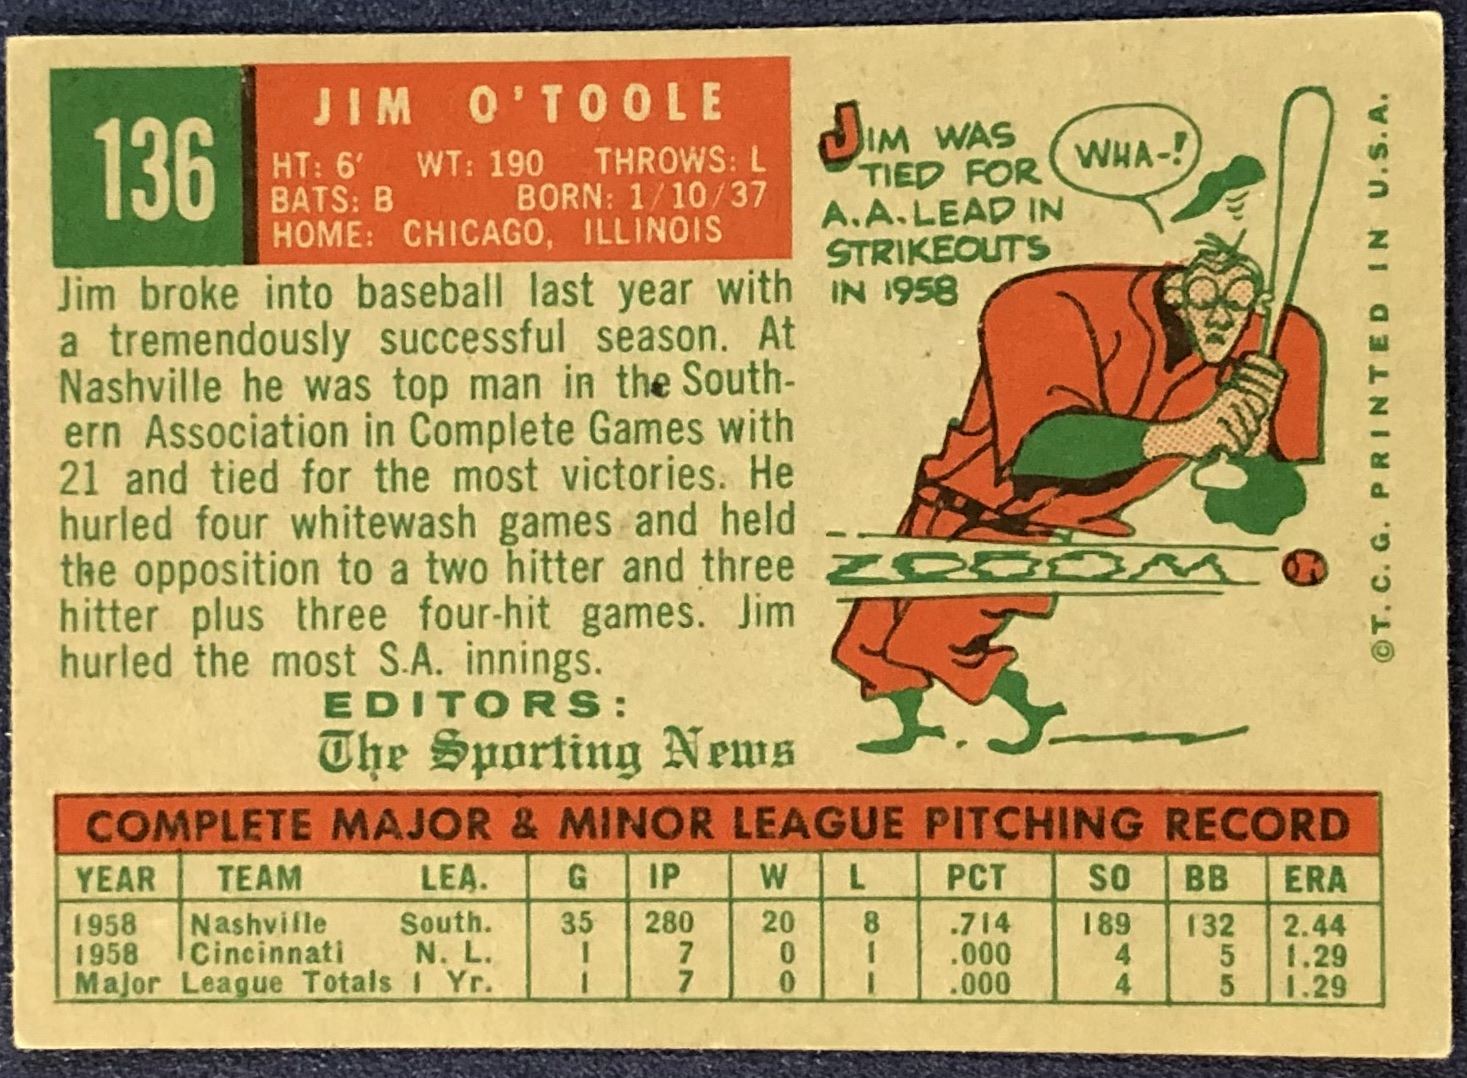 136
JIM O'TOOLE
HT: 6' WT: 190 THROWS: L
BATS: B BORN: 1/10/37
HOME: CHICAGO, ILLINOIS
Jim broke into baseball last year with
a tremendously successful season. At
Nashville he was top man in the South-
ern Association in Complete Games with
21 and tied for the most victories. He
hurled four whitewash games and held
the opposition to a two hitter and three
hitter plus three four-hit games. Jim
hurled the most S.A. innings.
EDITORS:
The Sporting News
JIM WAS
TIED FOR
A.A. LEAD IN
STRIKEOUTS
IN 1958
WHA-!
ZOOOOM
©T.C.G. PRINTED IN U.S.A.
COMPLETE MAJOR & MINOR LEAGUE PITCHING RECORD
YEAR TEAM LEA. G IP W L PCT SO BB ERA
1958 Nashville South. 35 280 20 8 .714 189 132 2.44
1958 Cincinnati N. L. 1 7 0 1 .000 4 5 1.29
Major League Totals 1 Yr. 1 7 0 1 .000 4 5 1.29